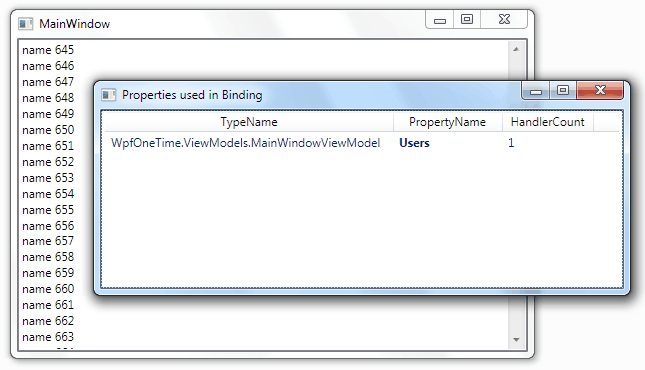 MainWindow
name 645
name 646
name 647
name 648
name 649
name 650
name 651
name 652
name 653
name 654
name 655
name 656
name 657
name 658
name 659
name 660
name 661
name 662
name 663
Properties used in Binding
TypeName PropertyName HandlerCount
WpfOneTime.ViewModels.MainWindowViewModel Users 1